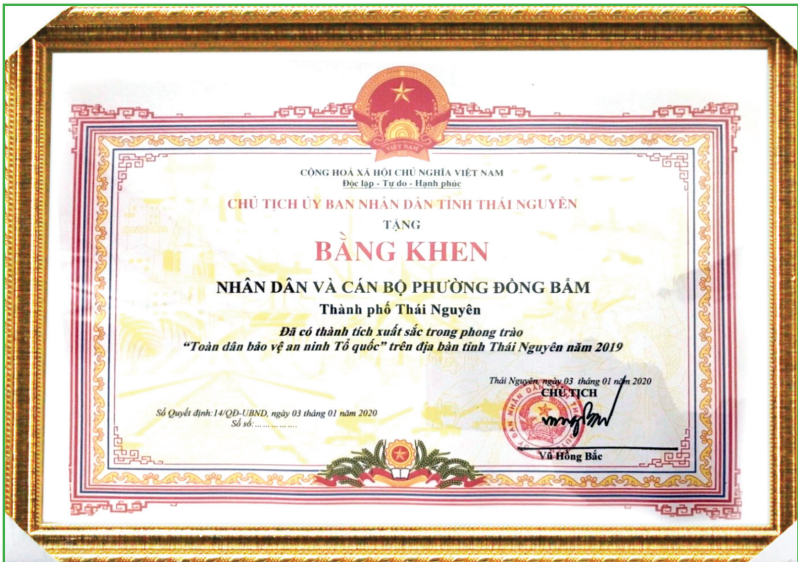 VIỆT NAM
CỘNG HOÀ XÃ HỘI CHỦ NGHĨA VIỆT NAM
Độc lập - Tự do - Hạnh phúc
CHỦ TỊCH ỦY BAN NHÂN DÂN TỈNH THÁI NGUYÊN
TẶNG
BẰNG KHEN
NHÂN DÂN VÀ CÁN BỘ PHƯỜNG ĐỒNG BẨM
Thành phố Thái Nguyên
Đã có thành tích xuất sắc trong phong trào
“Toàn dân bảo vệ an ninh Tổ quốc” trên địa bàn tỉnh Thái Nguyên năm 2019
Thái Nguyên, ngày 03 tháng 01 năm 2020
CHỦ TỊCH
Số Quyết định: 14/QĐ-UBND, ngày 03 tháng 01 năm 2020
Số sổ:................
Vũ Hồng Bắc